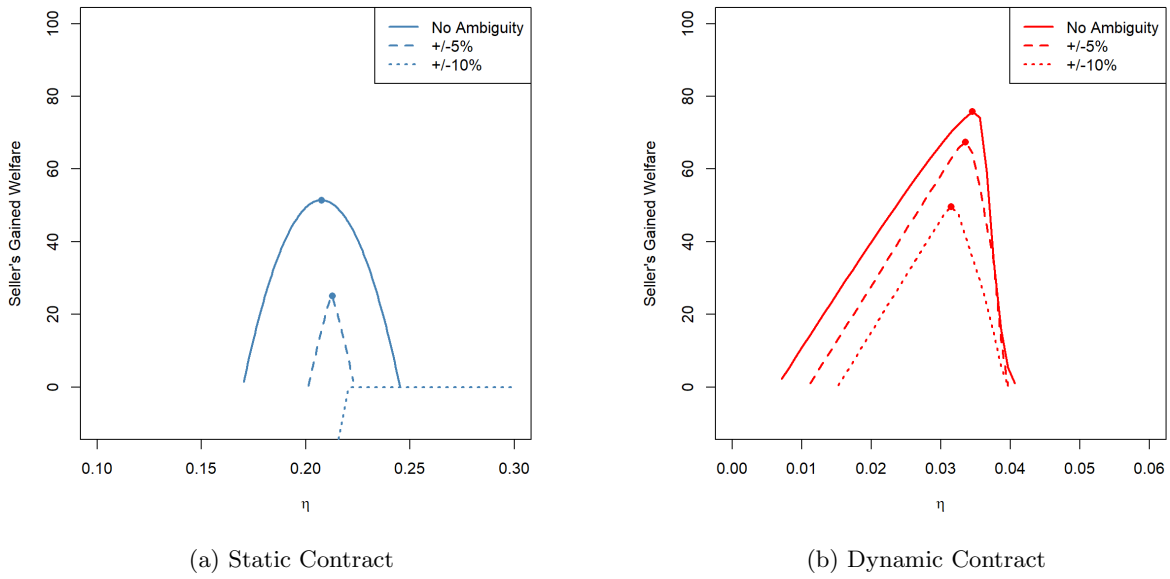 100
80
60
40
20
0
Seller's Gained Welfare
No Ambiguity
+/-5%
+/-10%
0.10 0.15 0.20 0.25 0.30
η
(a) Static Contract
100
80
60
40
20
0
Seller's Gained Welfare
No Ambiguity
+/-5%
+/-10%
0.00 0.01 0.02 0.03 0.04 0.05 0.06
η
(b) Dynamic Contract